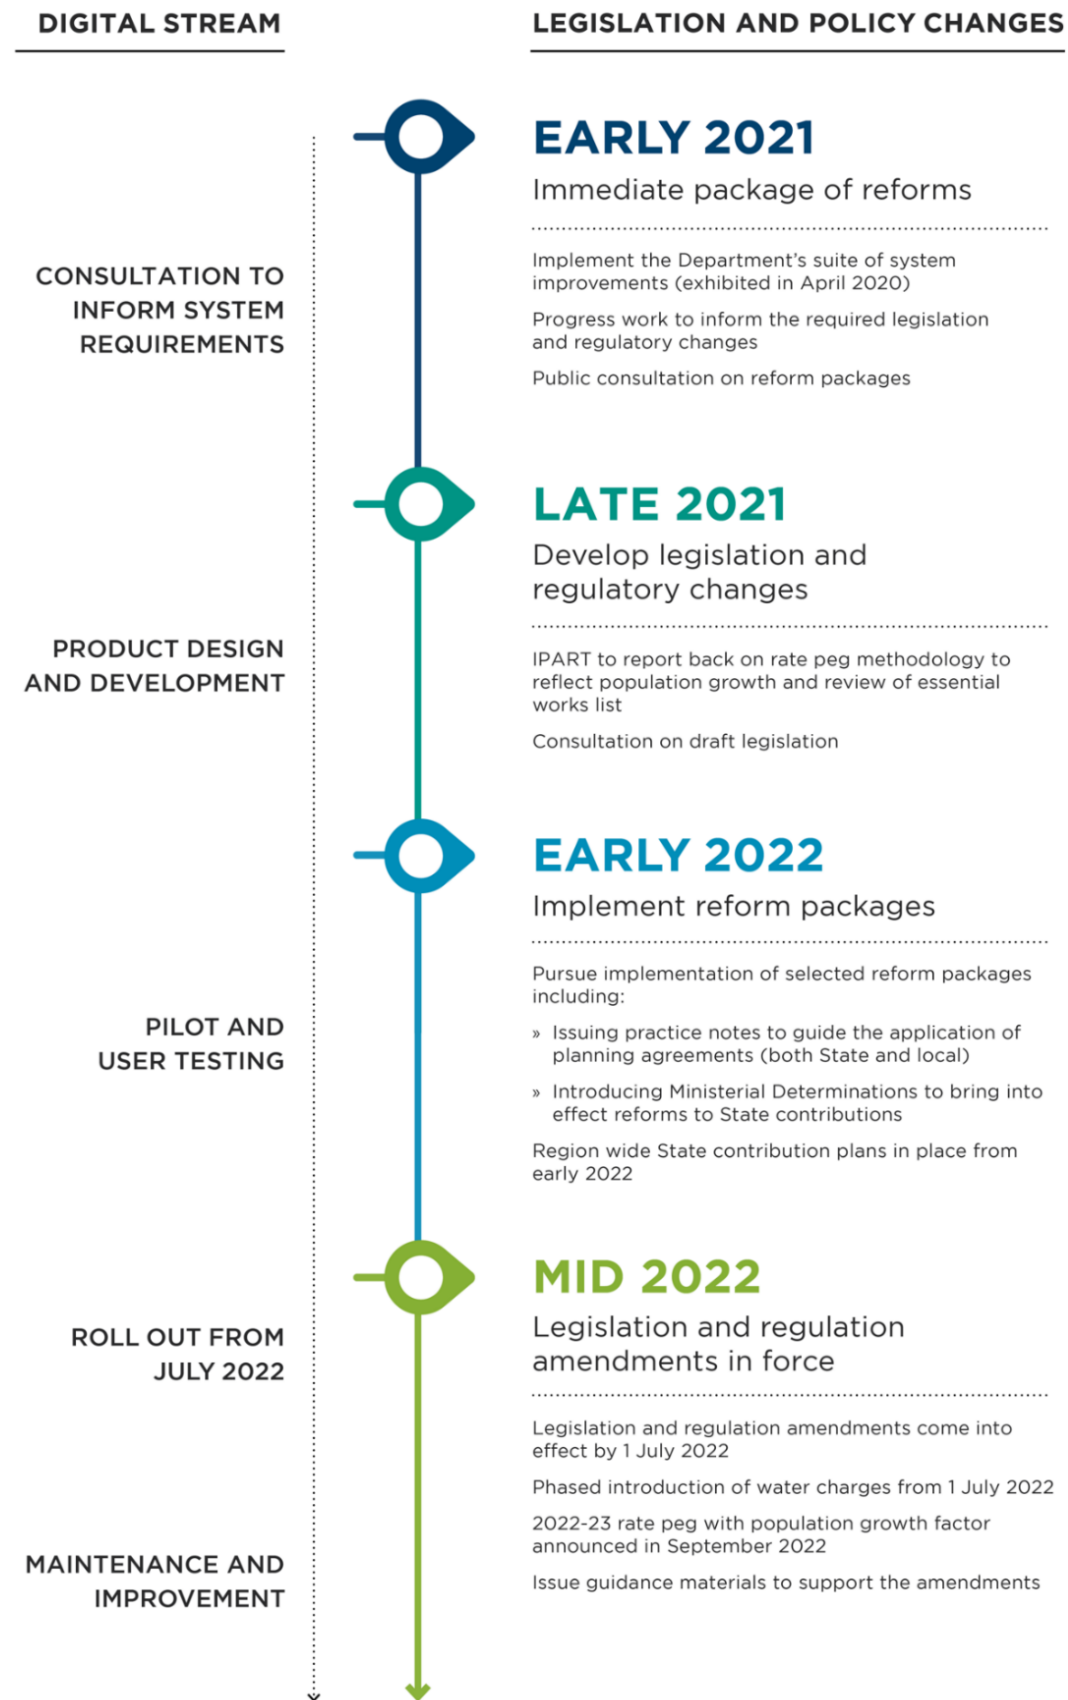 DIGITAL STREAM
LEGISLATION AND POLICY CHANGES
EARLY 2021
Immediate package of reforms
CONSULTATION TO
INFORM SYSTEM
REQUIREMENTS
Implement the Department's suite of system
improvements (exhibited in April 2020)
Progress work to inform the required legislation
and regulatory changes
Public consultation on reform packages
LATE 2021
Develop legislation and
regulatory changes
PRODUCT DESIGN
AND DEVELOPMENT
IPART to report back on rate peg methodology to
reflect population growth and review of essential
works list
Consultation on draft legislation
EARLY 2022
Implement reform packages
PILOT AND
USER TESTING
Pursue implementation of selected reform packages
including:
» Issuing practice notes to guide the application of
planning agreements (both State and local)
» Introducing Ministerial Determinations to bring into
effect reforms to State contributions
Region wide State contribution plans in place from
early 2022
MID 2022
Legislation and regulation
amendments in force
ROLL OUT FROM
JULY 2022
Legislation and regulation amendments come into
effect by 1 July 2022
Phased introduction of water charges from 1 July 2022
2022-23 rate peg with population growth factor
announced in September 2022
Issue guidance materials to support the amendments
MAINTENANCE AND
IMPROVEMENT